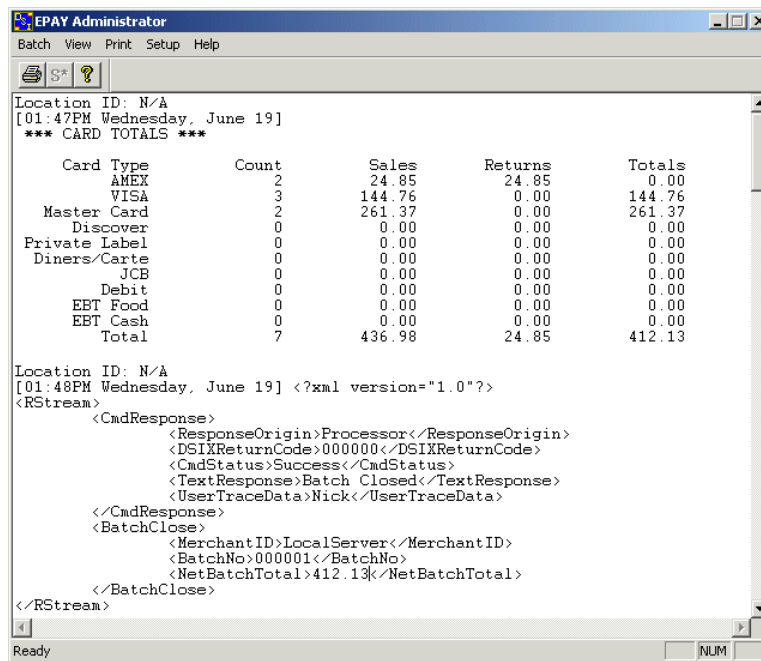 EPAY Administrator
Batch View Print Setup Help
S* ?
Location ID: N/A
[01:47PM Wednesday, June 19]
*** CARD TOTALS ***
Card Type Count Sales Returns Totals
AMEX 2 24.85 24.85 0.00
VISA 3 144.76 0.00 144.76
Master Card 2 261.37 0.00 261.37
Discover 0 0.00 0.00 0.00
Private Label 0 0.00 0.00 0.00
Diners/Carte 0 0.00 0.00 0.00
JCB 0 0.00 0.00 0.00
Debit 0 0.00 0.00 0.00
EBT Food 0 0.00 0.00 0.00
EBT Cash 0 0.00 0.00 0.00
Total 7 436.98 24.85 412.13
Location ID: N/A
[01:48PM Wednesday, June 19] <?xml version="1.0"?>
<RStream>
<CmdResponse>
<ResponseOrigin>Processor</ResponseOrigin>
<DSIXReturnCode>000000</DSIXReturnCode>
<CmdStatus>Success</CmdStatus>
<TextResponse>Batch Closed</TextResponse>
<UserTraceData>Nick</UserTraceData>
</CmdResponse>
<BatchClose>
<MerchantID>LocalServer</MerchantID>
<BatchNo>000001</BatchNo>
<NetBatchTotal>412.13</NetBatchTotal>
</BatchClose>
</RStream>
Ready NUM